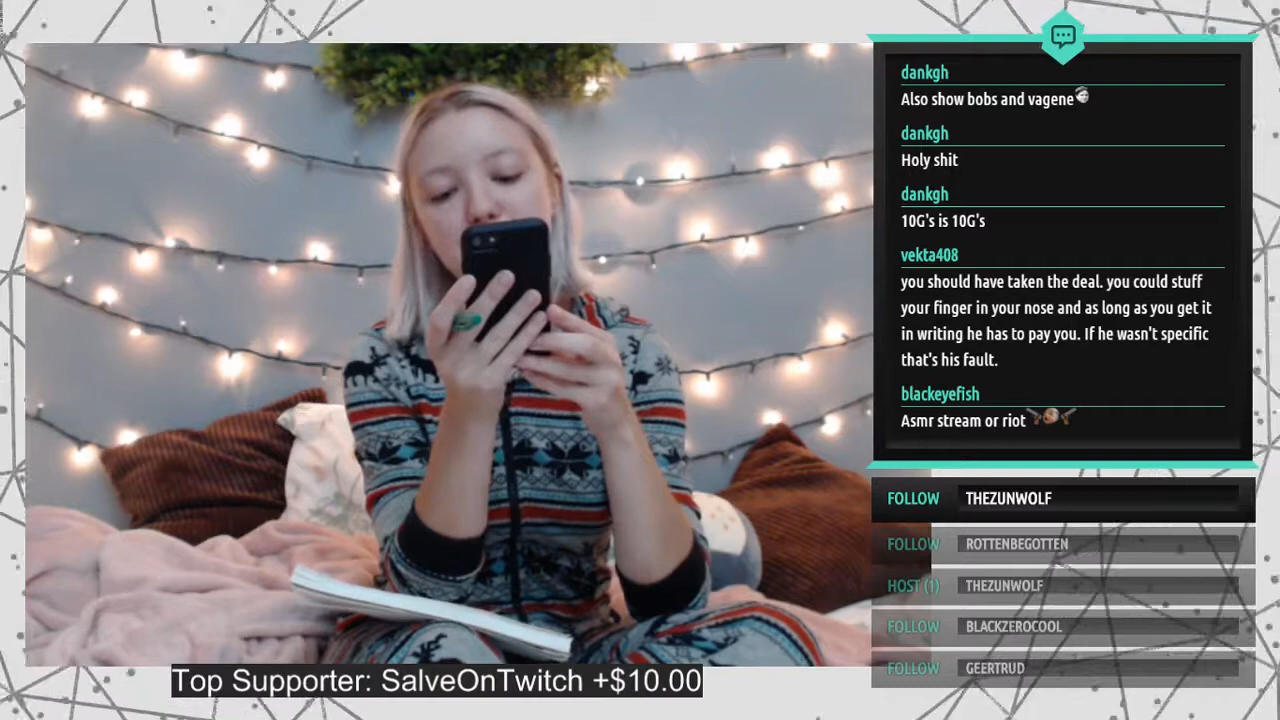 dankgh
Also show bobs and vagene
dankgh
Holy shit
dankgh
10G's is 10G's
vekta408
you should have taken the deal. you could stuff
your finger in your nose and as long as you get it
in writing he has to pay you. If he wasn't specific
that's his fault.
blackeyefish
Asmr stream or riot
FOLLOW THEZUNWOLF
FOLLOW ROTTENBEGOTTEN
HOST (1) THEZUNWOLF
FOLLOW BLACKZEROCOOL
FOLLOW GEERTRUD
Top Supporter: SalveOnTwitch +$10.00